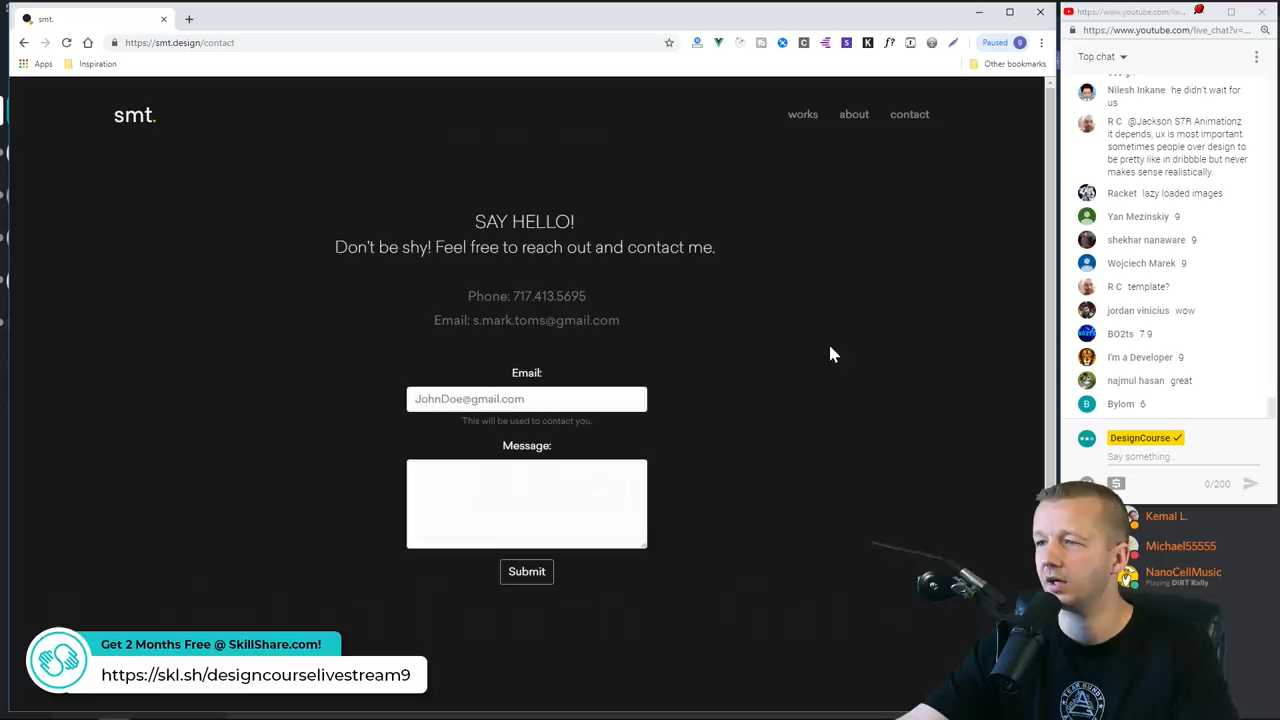 smt.
https://smt.design/contact
Paused
g
Apps
Inspiration
Other bookmarks
smt.
works
about
contact
SAY HELLO!
Don't be shy! Feel free to reach out and contact me.
Phone: 717.413.5695
Email: s.mark.toms@gmail.com
Email:
JohnDoe@gmail.com
This will be used to contact you.
Message:
Submit
Get 2 Months Free @ SkillShare.com!
https://skl.sh/designcourselivestream9
https://www.youtube.com/liv...
https://www.youtube.com/live_chat?v=...
Top chat
Nilesh Inkane he didn't wait for
us
R C @Jackson S7R Animationz
it depends, ux is most important.
sometimes people over design to
be pretty like in dribbble but never
makes sense realistically.
Racket lazy loaded images
Yan Mezinskiy 9
shekhar nanaware 9
Wojciech Marek 9
R C template?
jordan vinicius wow
BO2ts 7.9
I'm a Developer 9
najmul hasan great
B
Bylom 6
DesignCourse
Say something...
0/200
Kemal L.
Michael55555
NanoCellMusic
Playing DiRT Rally